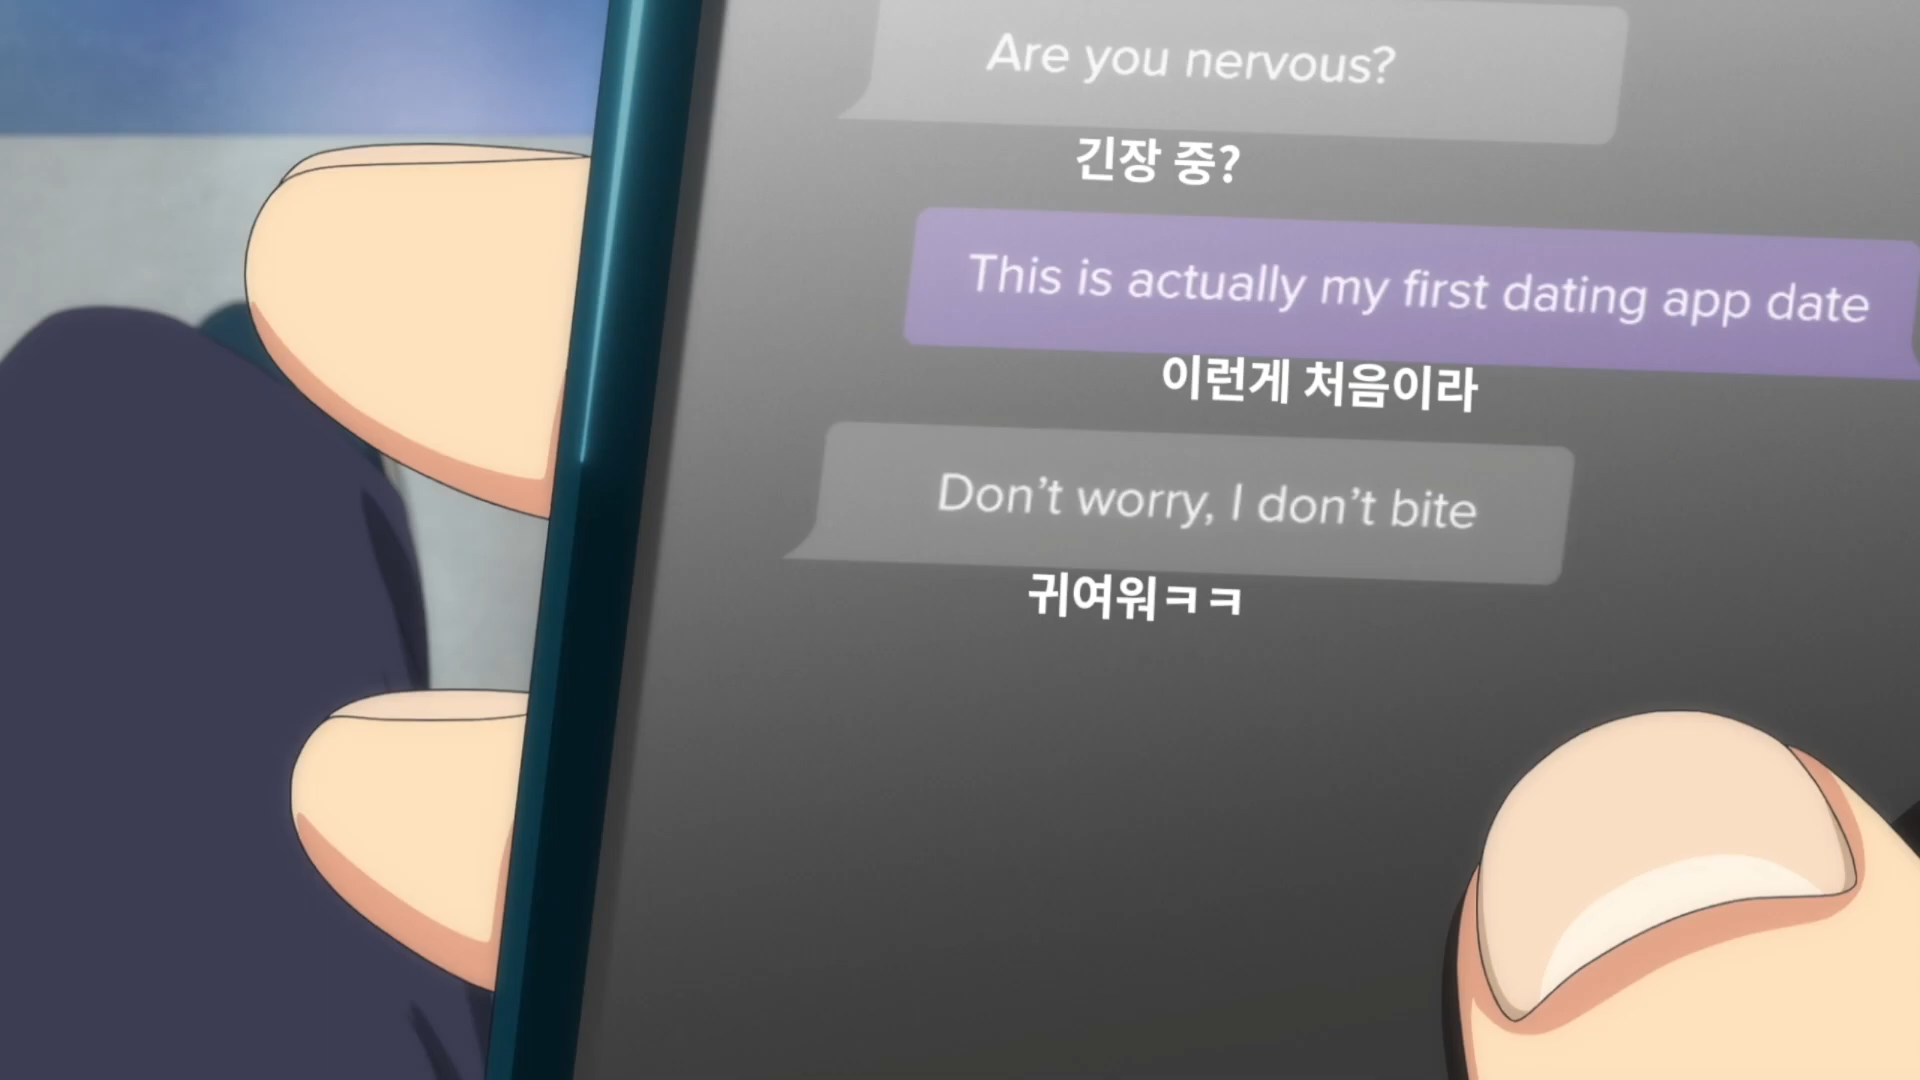 Are you nervous?
긴장 중?
This is actually my first dating app date
이런게 처음이라
Don't worry, I don't bite
귀여워ㅋㅋ